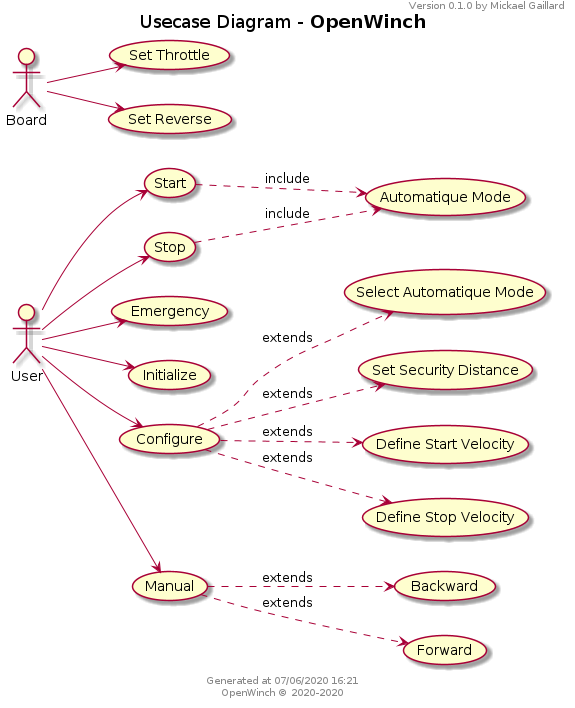 Version 0.1.0 by Mickael Gaillard
Usecase Diagram - OpenWinch
Set Throttle
Board
Set Reverse
Start
include
Automatique Mode
include
Stop
Select Automatique Mode
Emergency
extends
User
Initialize
Set Security Distance
extends
extends
Configure
Define Start Velocity
extends
Define Stop Velocity
extends
Manual
Backward
extends
Forward
Generated at 07/06/2020 16:21
OpenWinch © 2020-2020